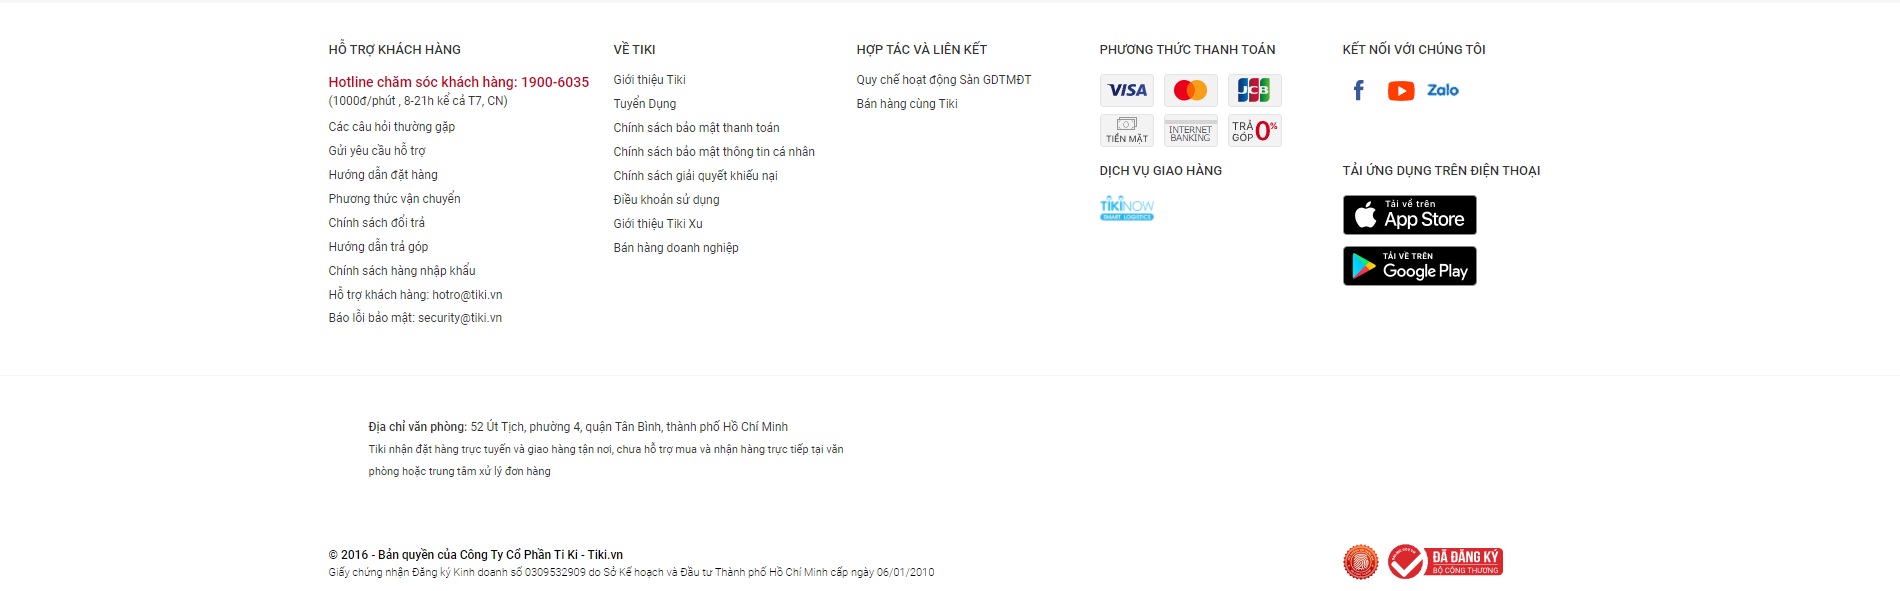 HỖ TRỢ KHÁCH HÀNG
Hotline chăm sóc khách hàng: 1900-6035
(1000đ/phút , 8-21h kể cả T7, CN)
Các câu hỏi thường gặp
Gửi yêu cầu hỗ trợ
Hướng dẫn đặt hàng
Phương thức vận chuyển
Chính sách đổi trả
Hướng dẫn trả góp
Chính sách hàng nhập khẩu
Hỗ trợ khách hàng: hotro@tiki.vn
Báo lỗi bảo mật: security@tiki.vn
VỀ TIKI
Giới thiệu Tiki
Tuyển Dụng
Chính sách bảo mật thanh toán
Chính sách bảo mật thông tin cá nhân
Chính sách giải quyết khiếu nại
Điều khoản sử dụng
Giới thiệu Tiki Xu
Bán hàng doanh nghiệp
HỢP TÁC VÀ LIÊN KẾT
Quy chế hoạt động Sàn GDTMĐT
Bán hàng cùng Tiki
PHƯƠNG THỨC THANH TOÁN
VISA
JCB
TIỀN MẶT
INTERNET
BANKING
TRẢ
GÓP 0%
DỊCH VỤ GIAO HÀNG
TIKINOW
SMART LOGISTICS
KẾT NỐI VỚI CHÚNG TÔI
f
Zalo
TẢI ỨNG DỤNG TRÊN ĐIỆN THOẠI
Tải về trên
App Store
TẢI VỀ TRÊN
Google Play
Địa chỉ văn phòng: 52 Út Tịch, phường 4, quận Tân Bình, thành phố Hồ Chí Minh
Tiki nhận đặt hàng trực tuyến và giao hàng tận nơi, chưa hỗ trợ mua và nhận hàng trực tiếp tại văn
phòng hoặc trung tâm xử lý đơn hàng
© 2016 - Bản quyền của Công Ty Cổ Phần Ti Ki - Tiki.vn
Giấy chứng nhận Đăng ký Kinh doanh số 0309532909 do Sở Kế hoạch và Đầu tư Thành phố Hồ Chí Minh cấp ngày 06/01/2010
ĐÃ ĐĂNG KÝ
BỘ CÔNG THƯƠNG